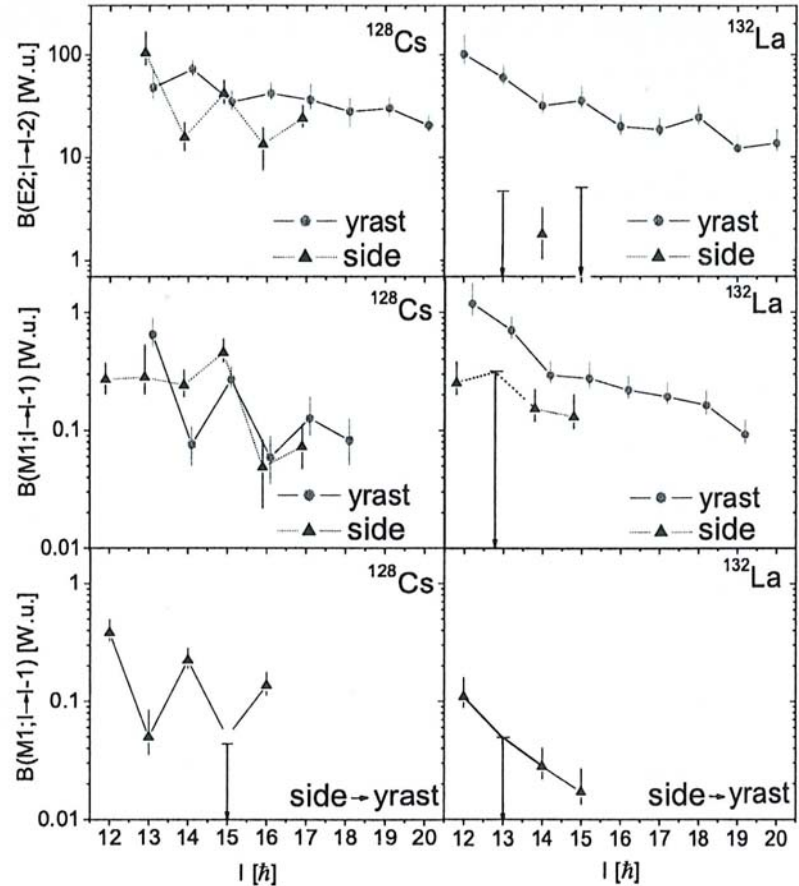 B(E2;I→I-2) [W.u.]
100
10
1
¹²⁸Cs
yrast
side
¹³²La
yrast
side
B(M1;I→I-1) [W.u.]
1
0.1
0.01
¹²⁸Cs
yrast
side
¹³²La
yrast
side
B(M1;I→I-1) [W.u.]
1
0.1
0.01
¹²⁸Cs
side→yrast
¹³²La
side→yrast
12 13 14 15 16 17 18 19 20
12 13 14 15 16 17 18 19 20
I [ħ]
I [ħ]